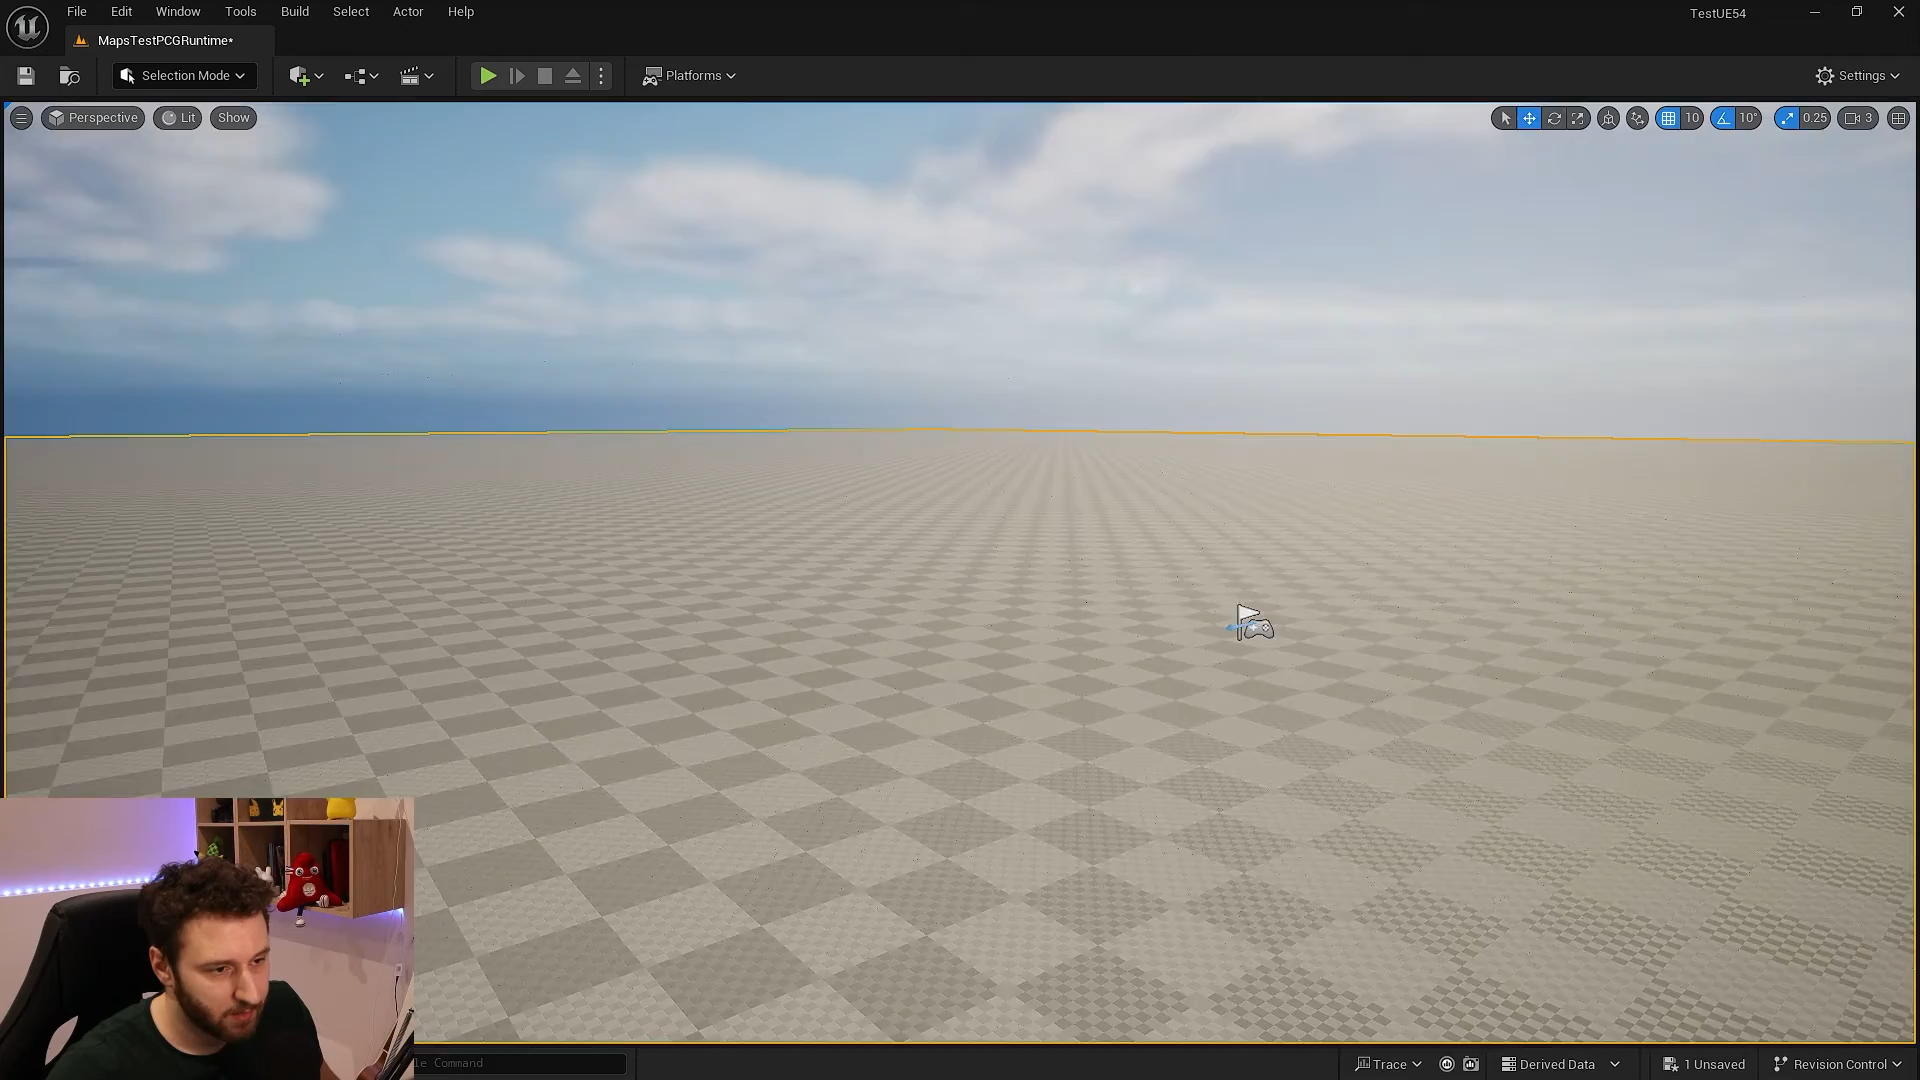 File Edit Window Tools Build Select Actor Help
TestUE54
MapsTestPCGRuntime*
Selection Mode
Platforms
Settings
Perspective Lit Show
10 10° 0.25 3
le Command
Trace Derived Data 1 Unsaved Revision Control